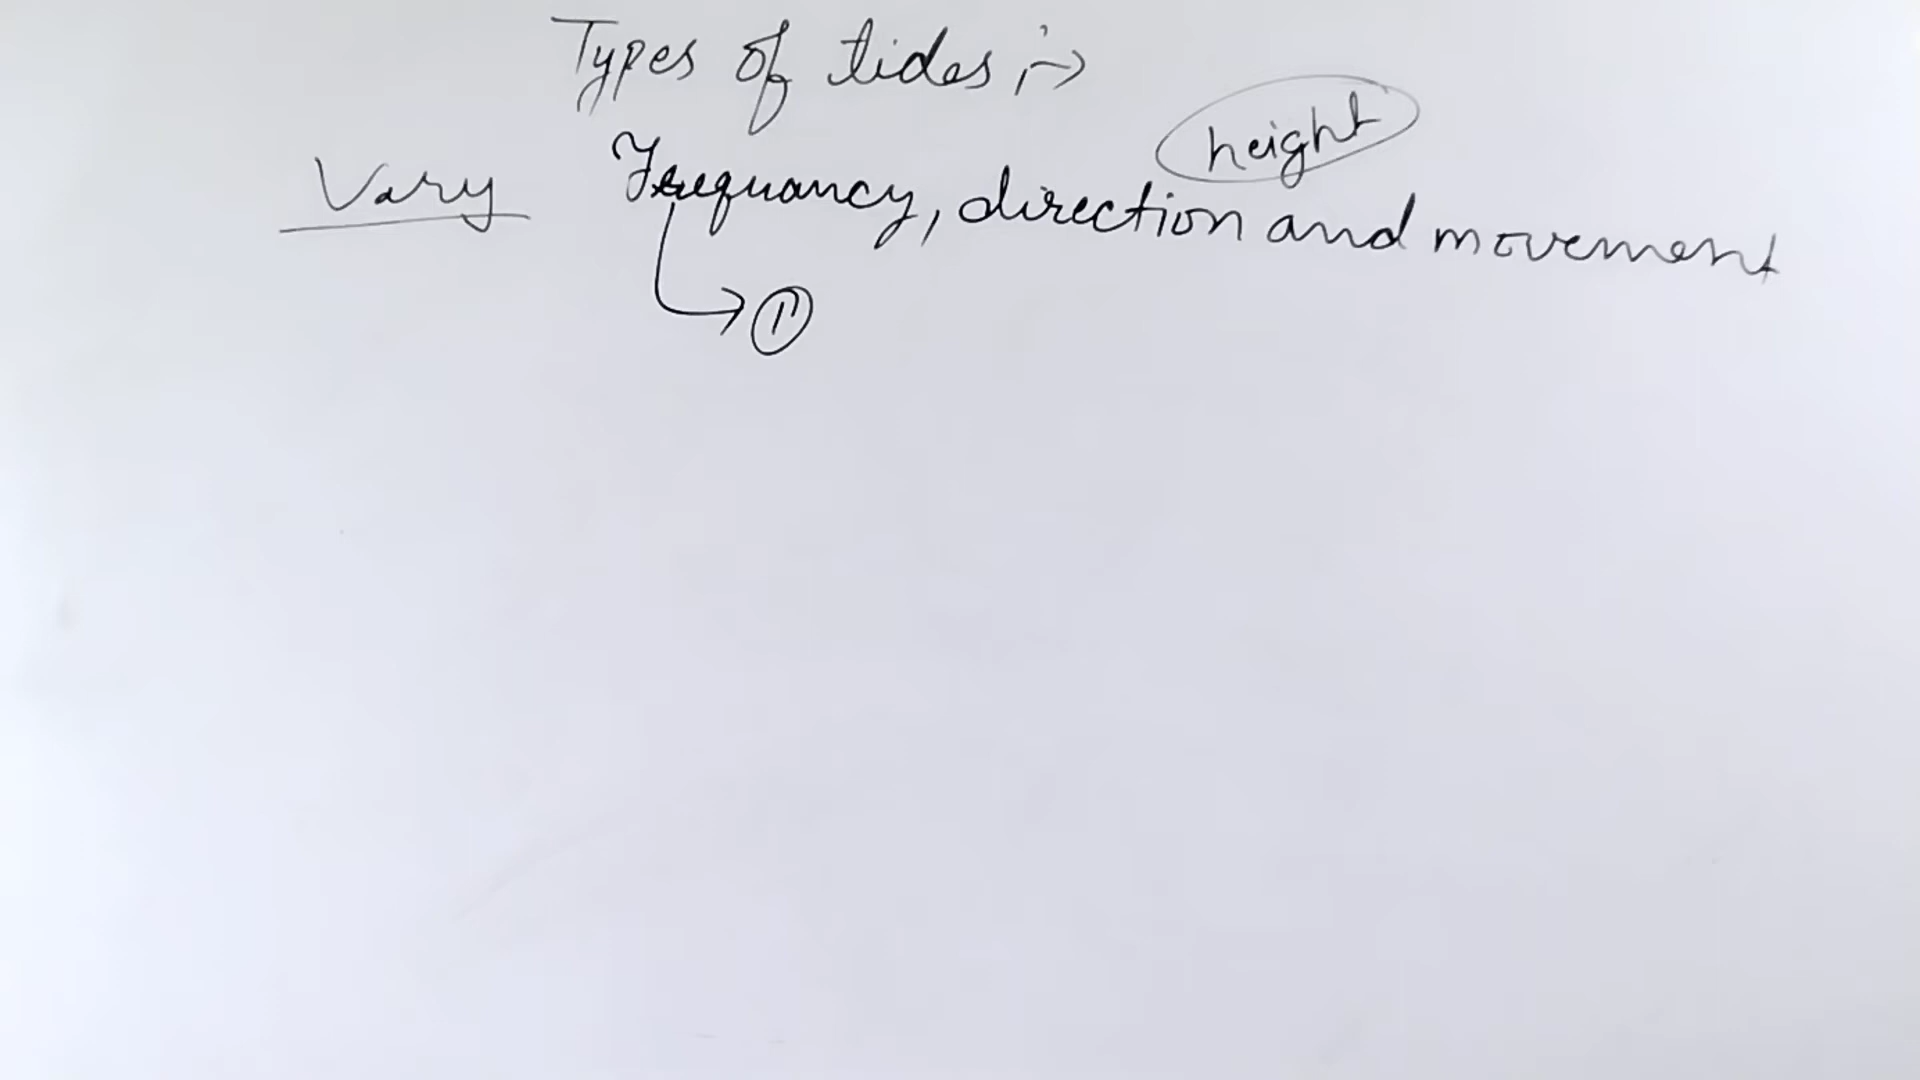 Types of tides :->
height
Vary Frequancy, direction and movement
→ 1